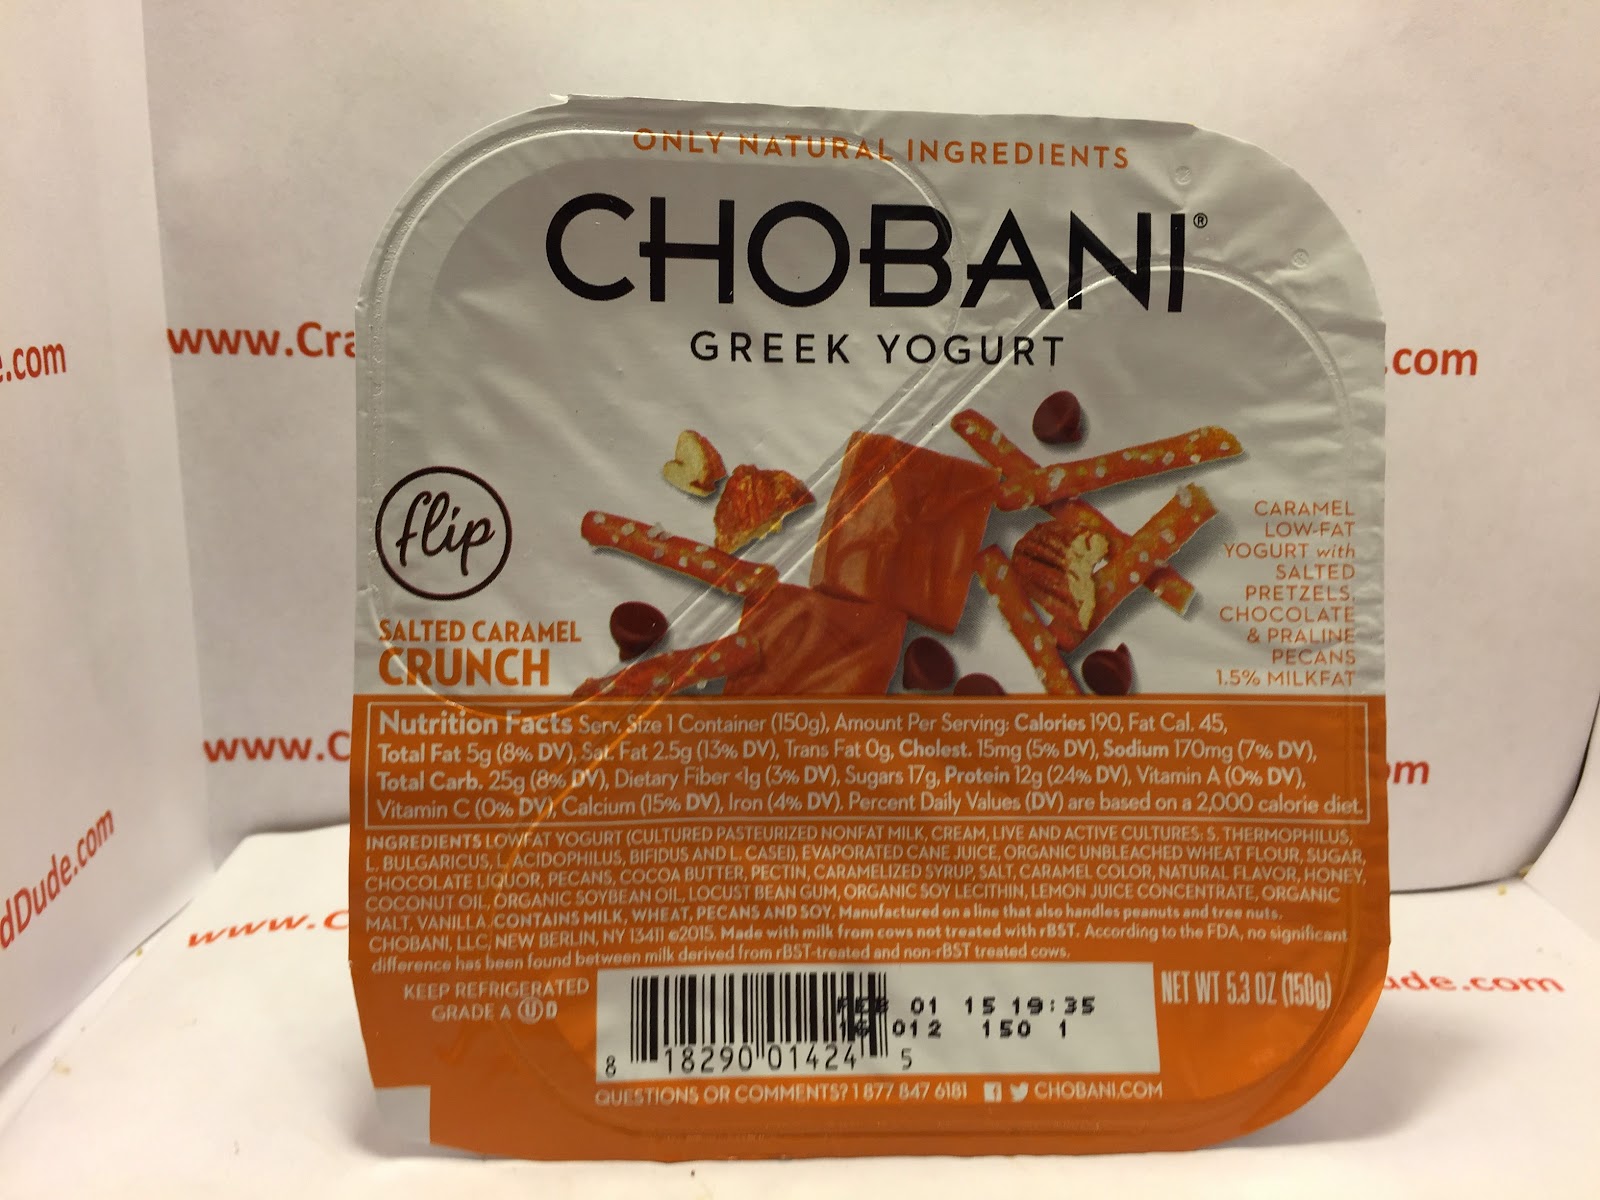 ONLY NATURAL INGREDIENTS
CHOBANI®
GREEK YOGURT
flip
SALTED CARAMEL
CRUNCH
CARAMEL
LOW-FAT
YOGURT with
SALTED
PRETZELS,
CHOCOLATE
& PRALINE
PECANS
1.5% MILKFAT
Nutrition Facts Serv. Size 1 Container (150g), Amount Per Serving: Calories 190, Fat Cal. 45,
Total Fat 5g (8% DV), Sat. Fat 2.5g (13% DV), Trans Fat 0g, Cholest. 15mg (5% DV), Sodium 170mg (7% DV),
Total Carb. 25g (8% DV), Dietary Fiber <1g (3% DV), Sugars 17g, Protein 12g (24% DV), Vitamin A (0% DV),
Vitamin C (0% DV), Calcium (15% DV), Iron (4% DV). Percent Daily Values (DV) are based on a 2,000 calorie diet.
INGREDIENTS LOWFAT YOGURT (CULTURED PASTEURIZED NONFAT MILK, CREAM, LIVE AND ACTIVE CULTURES: S. THERMOPHILUS,
L. BULGARICUS, L. ACIDOPHILUS, BIFIDUS AND L. CASEI), EVAPORATED CANE JUICE, ORGANIC UNBLEACHED WHEAT FLOUR, SUGAR,
CHOCOLATE LIQUOR, PECANS, COCOA BUTTER, PECTIN, CARAMELIZED SYRUP, SALT, CARAMEL COLOR, NATURAL FLAVOR, HONEY,
COCONUT OIL, ORGANIC SOYBEAN OIL, LOCUST BEAN GUM, ORGANIC SOY LECITHIN, LEMON JUICE CONCENTRATE, ORGANIC
MALT, VANILLA. CONTAINS MILK, WHEAT, PECANS AND SOY. Manufactured on a line that also handles peanuts and tree nuts.
CHOBANI, LLC, NEW BERLIN, NY 13411 ©2015. Made with milk from cows not treated with rBST. According to the FDA, no significant
difference has been found between milk derived from rBST-treated and non-rBST treated cows.
KEEP REFRIGERATED
GRADE A Ⓤ D
FEB 01 15 19:35
16 012 150 1
8 18290 01424 5
NET WT 5.3 OZ (150g)
QUESTIONS OR COMMENTS? 1 877 847 6181 CHOBANI.COM
www.Cra
.com
.com
www.C
om
dDude.com
www.C
ude.com